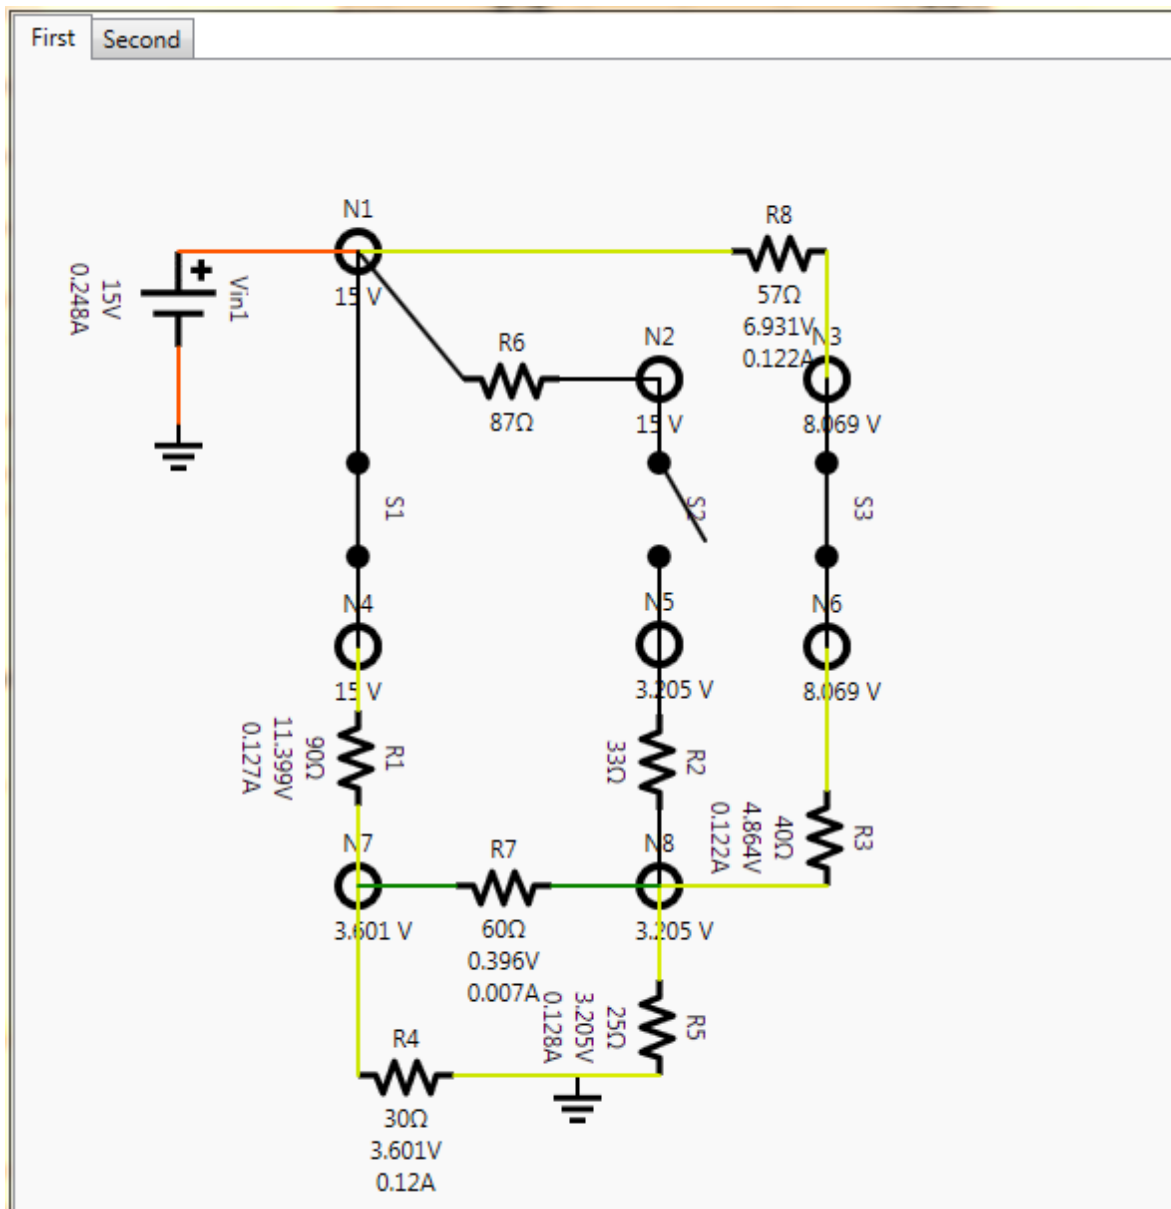 First
Second
N1
15 V
Vin1
15V
0.248A
R8
57Ω
6.931V
0.122A
N3
8.069 V
R6
87Ω
N2
15 V
S1
S2
S3
N4
15 V
N5
3.205 V
N6
8.069 V
R1
90Ω
11.399V
0.127A
R2
33Ω
R3
40Ω
4.864V
0.122A
N7
3.601 V
R7
60Ω
0.396V
0.007A
N8
3.205 V
R5
25Ω
3.205V
0.128A
R4
30Ω
3.601V
0.12A